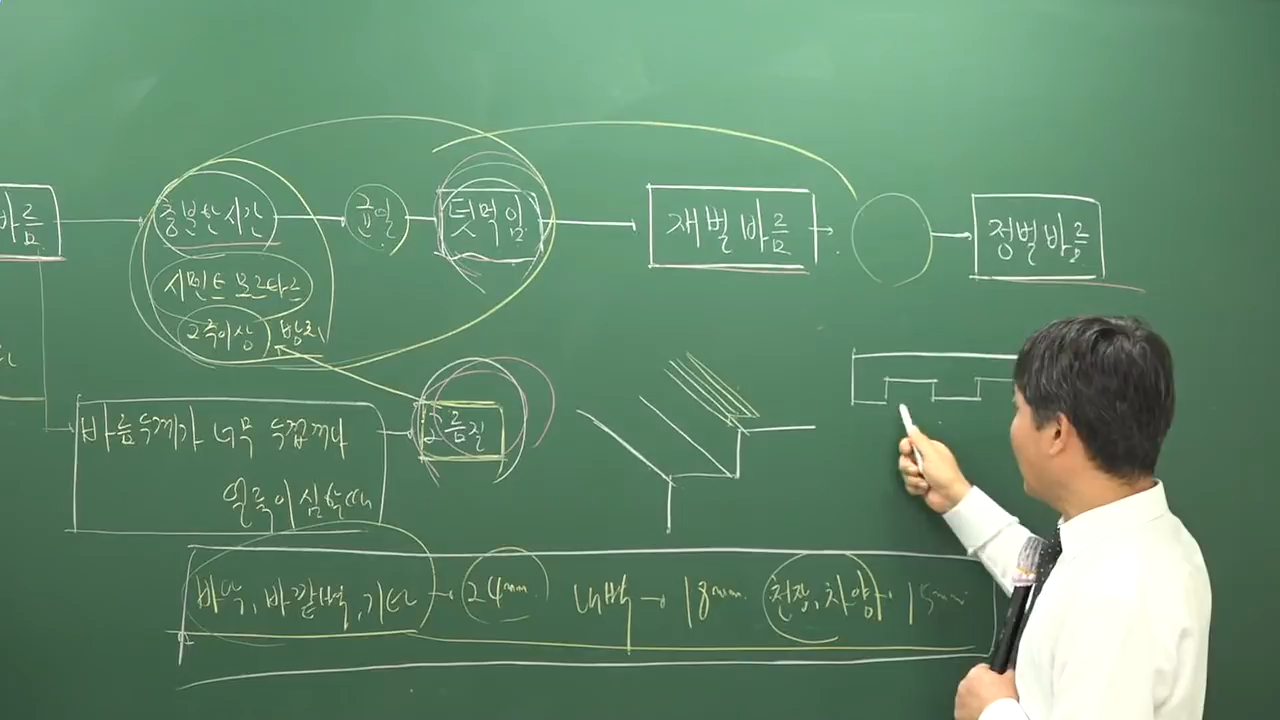 바름
충분한시간
균열
덧먹임
재벌바름
정벌바름
시멘트 모르타르
2주이상 방치
바름두께가 너무 두껍거나
고름질
얼룩이 심할때
바닥, 바깥벽, 기타 → 24mm 내벽 → 18mm 천장, 차양 → 15mm